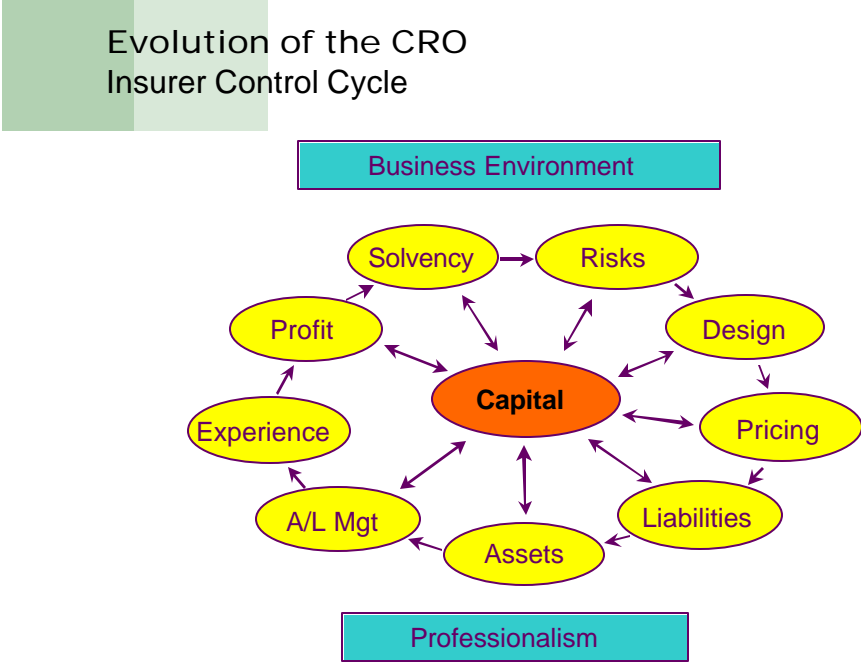 Evolution of the CRO
Insurer Control Cycle
Business Environment
Solvency
Risks
Profit
Design
Capital
Experience
Pricing
A/L Mgt
Liabilities
Assets
Professionalism